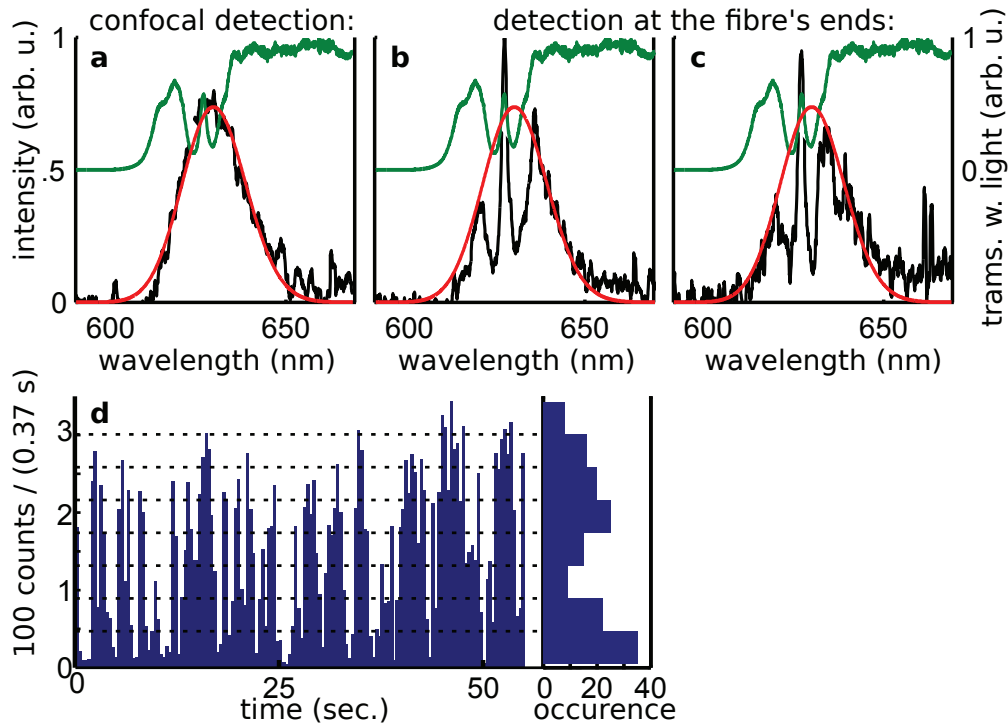 confocal detection:
detection at the fibre's ends:
a
b
c
intensity (arb. u.)
1
.5
0
1
0
trams. w. light (arb. u.)
600 650
600 650
600 650
wavelength (nm)
wavelength (nm)
wavelength (nm)
d
100 counts / (0.37 s)
3
2
1
0
0 25 50
time (sec.)
0 20 40
occurence